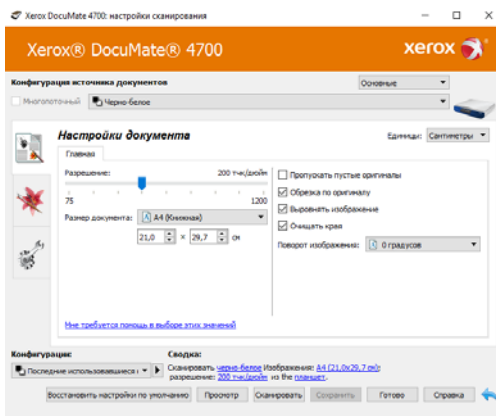 Xerox DocuMate 4700: настройки сканирования
Xerox® DocuMate® 4700
xerox
Конфигурация источника документов
Основные
Многопоточный
Черно-белое
Настройки документа
Единицы: Сантиметры
Главная
Разрешение: 200 тчк/дюйм
75 1200
Размер документа: A4 (Книжная)
21,0 × 29,7 см
Мне требуется помощь в выборе этих значений
Пропускать пустые оригиналы
Обрезка по оригиналу
Выровнять изображение
Очищать края
Поворот изображения: 0 градусов
Конфигурации:
Последние использовавшиеся
Сводка:
Сканировать черно-белое Изображения: A4 (21,0x29,7 см);
разрешение: 200 тчк/дюйм из the планшет.
Восстановить настройки по умолчанию Просмотр Сканировать Сохранить Готово Справка